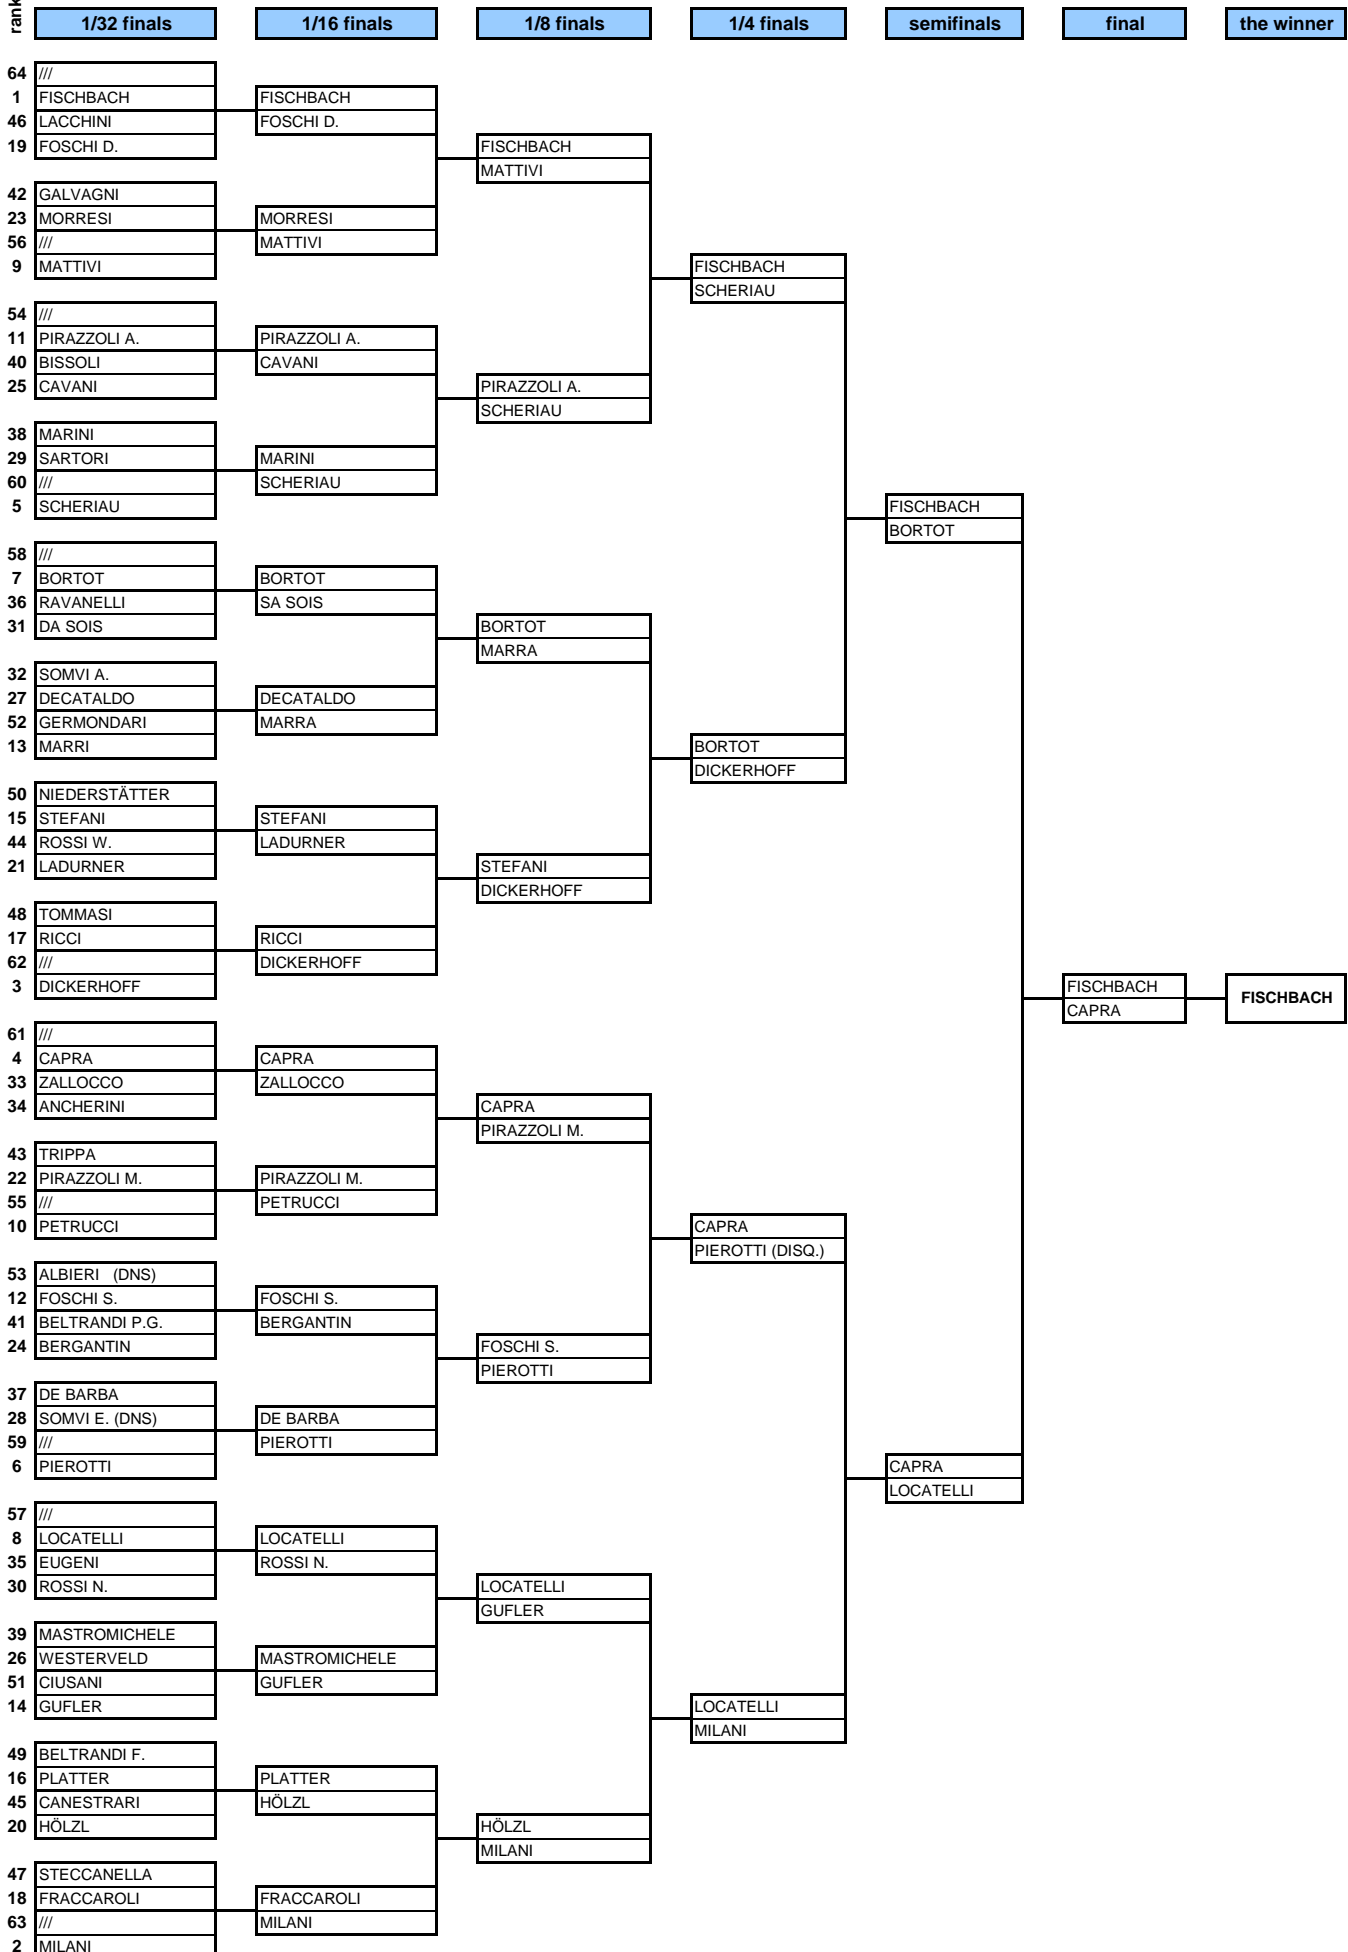 rank 1/32 finals 1/16 finals 1/8 finals 1/4 finals semifinals final the winner
64 ///
1 FISCHBACH FISCHBACH
46 LACCHINI FOSCHI D.
19 FOSCHI D. FISCHBACH
MATTIVI
42 GALVAGNI
23 MORRESI MORRESI
56 /// MATTIVI
9 MATTIVI FISCHBACH
SCHERIAU
54 ///
11 PIRAZZOLI A. PIRAZZOLI A.
40 BISSOLI CAVANI
25 CAVANI PIRAZZOLI A.
SCHERIAU
38 MARINI
29 SARTORI MARINI
60 /// SCHERIAU
5 SCHERIAU FISCHBACH
BORTOT
58 ///
7 BORTOT BORTOT
36 RAVANELLI SA SOIS
31 DA SOIS BORTOT
MARRA
32 SOMVI A.
27 DECATALDO DECATALDO
52 GERMONDARI MARRA
13 MARRI BORTOT
DICKERHOFF
50 NIEDERSTÄTTER
15 STEFANI STEFANI
44 ROSSI W. LADURNER
21 LADURNER STEFANI
DICKERHOFF
48 TOMMASI
17 RICCI RICCI
62 /// DICKERHOFF
3 DICKERHOFF FISCHBACH FISCHBACH
CAPRA
61 ///
4 CAPRA CAPRA
33 ZALLOCCO ZALLOCCO
34 ANCHERINI CAPRA
PIRAZZOLI M.
43 TRIPPA
22 PIRAZZOLI M. PIRAZZOLI M.
55 /// PETRUCCI
10 PETRUCCI CAPRA
PIEROTTI (DISQ.)
53 ALBIERI (DNS)
12 FOSCHI S. FOSCHI S.
41 BELTRANDI P.G. BERGANTIN
24 BERGANTIN FOSCHI S.
PIEROTTI
37 DE BARBA
28 SOMVI E. (DNS) DE BARBA
59 /// PIEROTTI
6 PIEROTTI CAPRA
LOCATELLI
57 ///
8 LOCATELLI LOCATELLI
35 EUGENI ROSSI N.
30 ROSSI N. LOCATELLI
GUFLER
39 MASTROMICHELE
26 WESTERVELD MASTROMICHELE
51 CIUSANI GUFLER
14 GUFLER LOCATELLI
MILANI
49 BELTRANDI F.
16 PLATTER PLATTER
45 CANESTRARI HÖLZL
20 HÖLZL HÖLZL
MILANI
47 STECCANELLA
18 FRACCAROLI FRACCAROLI
63 /// MILANI
2 MILANI